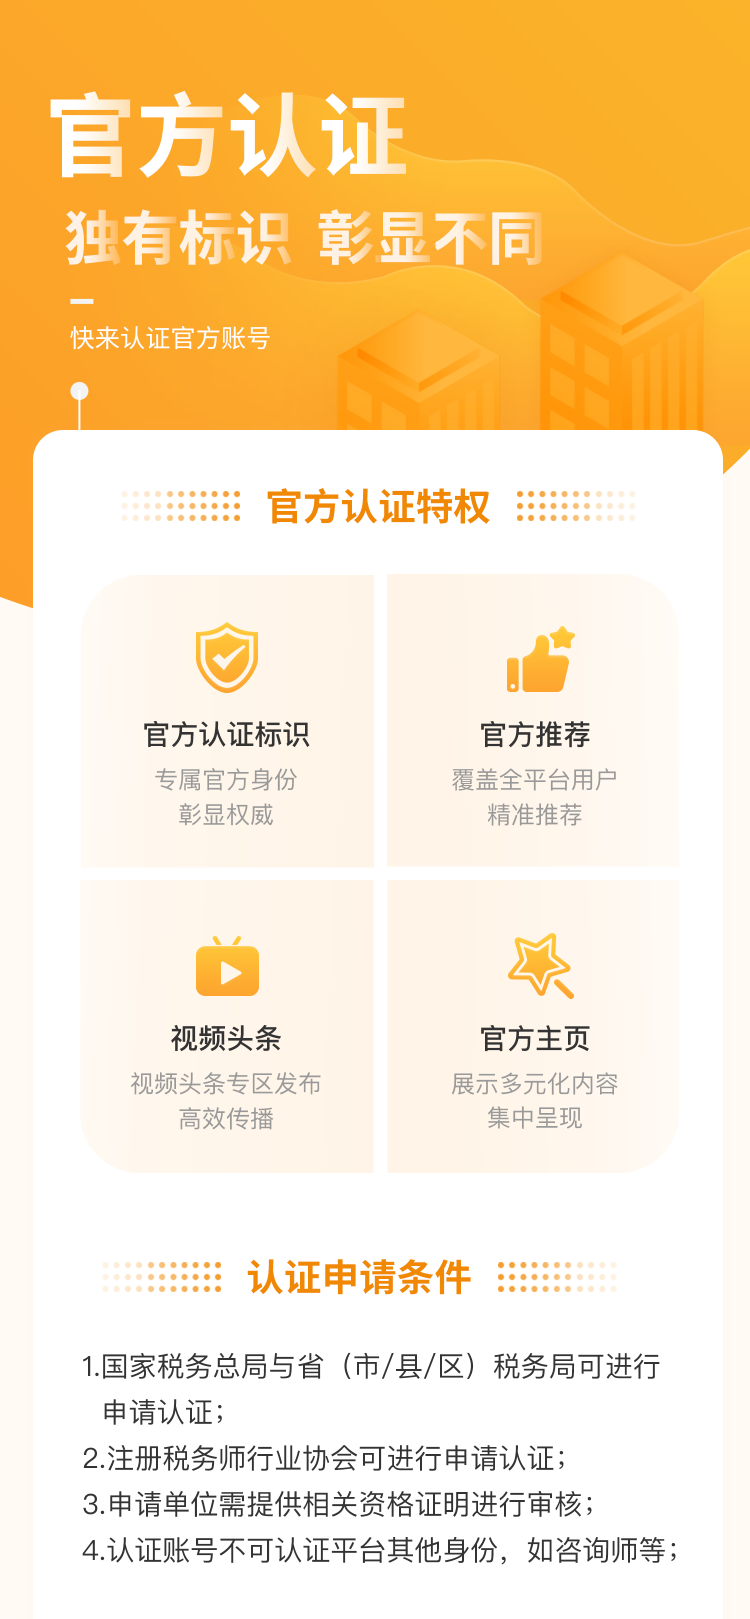 官方认证
独有标识 彰显不同
快来认证官方账号
官方认证特权
官方认证标识
专属官方身份
彰显权威
官方推荐
覆盖全平台用户
精准推荐
视频头条
视频头条专区发布
高效传播
官方主页
展示多元化内容
集中呈现
认证申请条件
1.国家税务总局与省（市/县/区）税务局可进行
申请认证；
2.注册税务师行业协会可进行申请认证；
3.申请单位需提供相关资格证明进行审核；
4.认证账号不可认证平台其他身份，如咨询师等；